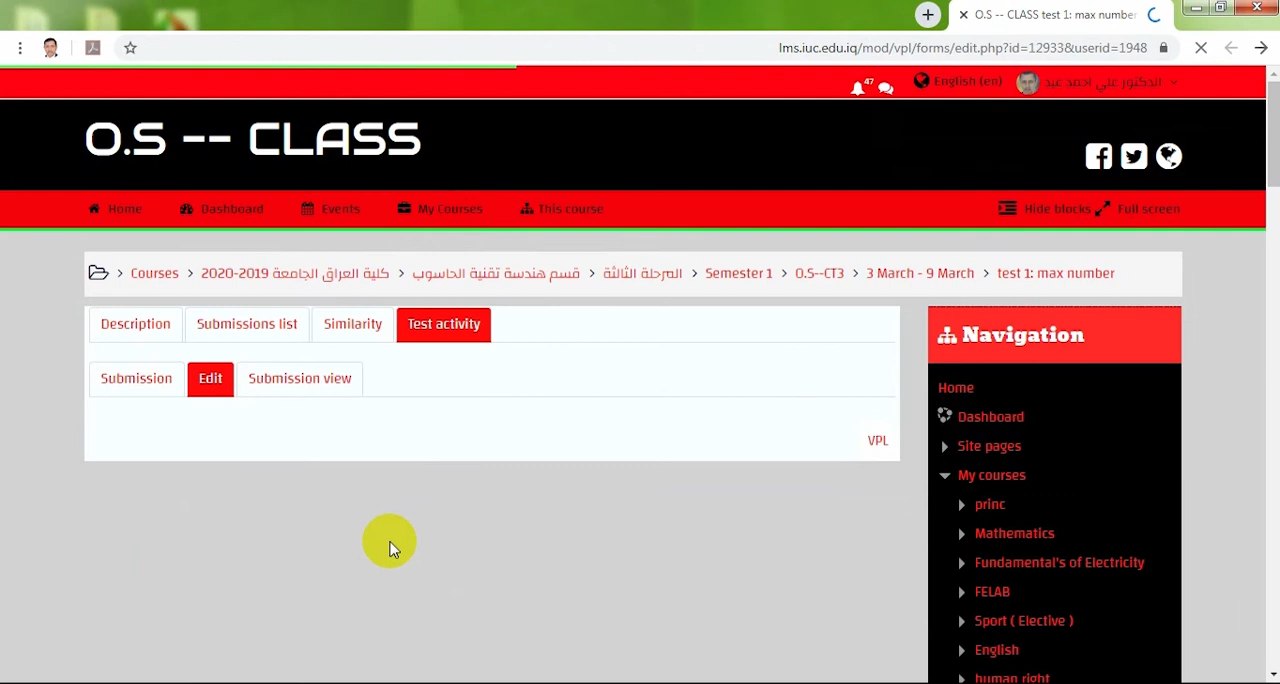 O.S -- CLASS test 1: max number
lms.iuc.edu.iq/mod/vpl/forms/edit.php?id=12933&userid=1948
47
English (en)
الدكتور علي احمد عبد
O.S -- CLASS
Home
Dashboard
Events
My Courses
This course
Hide blocks
Full screen
Courses
كلية العراق الجامعة 2019-2020
قسم هندسة تقنية الحاسوب
المرحلة الثالثة
Semester 1
O.S--CT3
3 March - 9 March
test 1: max number
Description
Submissions list
Similarity
Test activity
Submission
Edit
Submission view
VPL
Navigation
Home
Dashboard
Site pages
My courses
princ
Mathematics
Fundamental's of Electricity
FELAB
Sport ( Elective )
English
human right